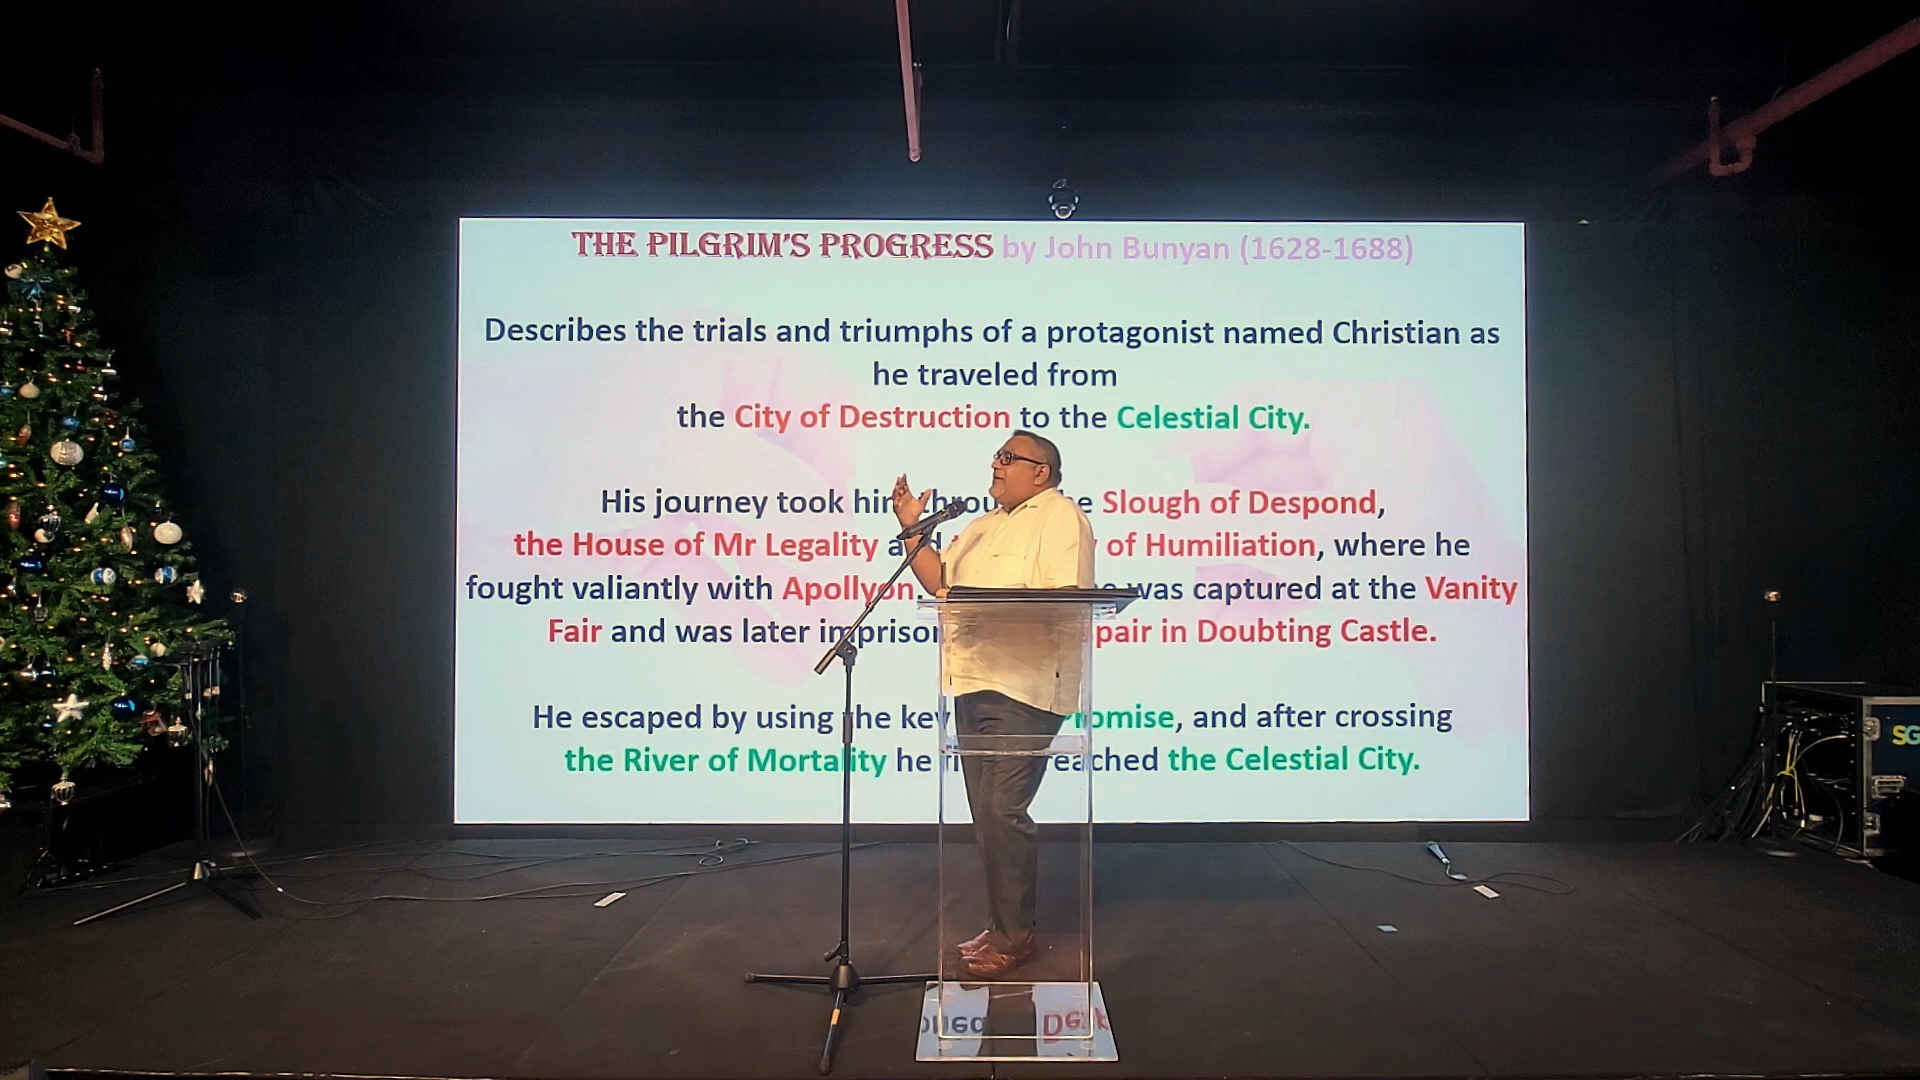 THE PILGRIM'S PROGRESS by John Bunyan (1628-1688)
Describes the trials and triumphs of a protagonist named Christian as
he traveled from
the City of Destruction to the Celestial City.
His journey took him Slough of Despond,
the House of Mr Legality of Humiliation, where he
fought valiantly with Apollyon. was captured at the Vanity
Fair and was later in Doubting Castle.
He escaped by using the key Promise, and after crossing
the River of Mortality he reached the Celestial City.
SG